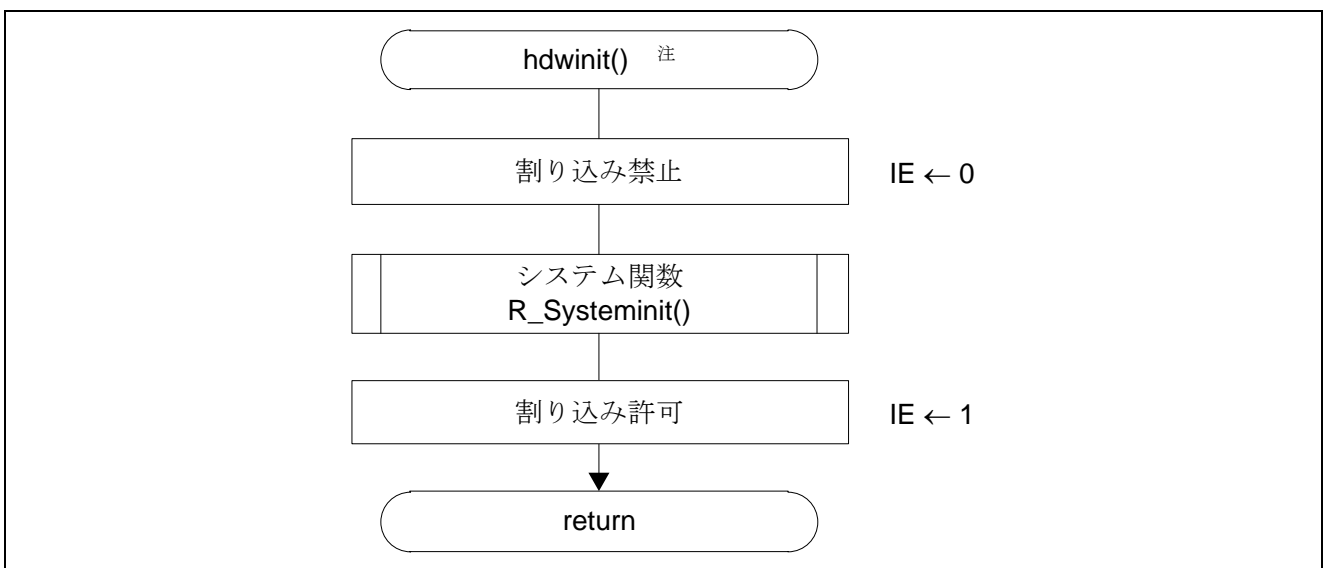 hdwinit() 注
割り込み禁止 IE ← 0
システム関数
R_Systeminit()
割り込み許可 IE ← 1
return